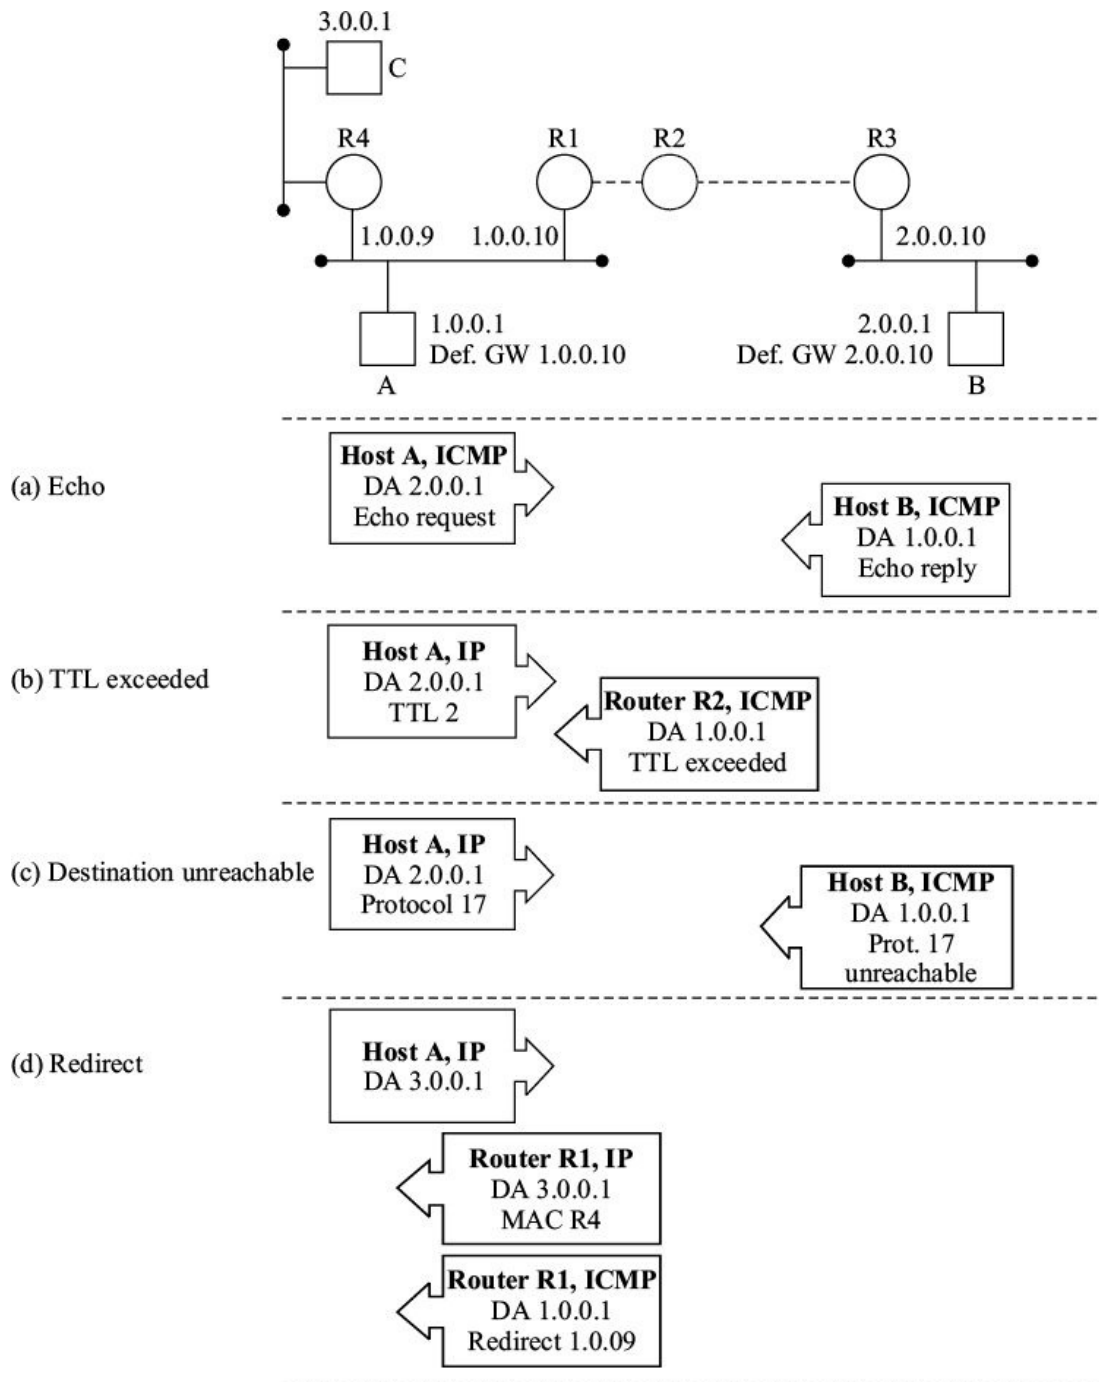 3.0.0.1
C
R4
R1
R2
R3
1.0.0.9
1.0.0.10
2.0.0.10
1.0.0.1
Def. GW 1.0.0.10
A
2.0.0.1
Def. GW 2.0.0.10
B
(a) Echo
Host A, ICMP
DA 2.0.0.1
Echo request
Host B, ICMP
DA 1.0.0.1
Echo reply
(b) TTL exceeded
Host A, IP
DA 2.0.0.1
TTL 2
Router R2, ICMP
DA 1.0.0.1
TTL exceeded
(c) Destination unreachable
Host A, IP
DA 2.0.0.1
Protocol 17
Host B, ICMP
DA 1.0.0.1
Prot. 17
unreachable
(d) Redirect
Host A, IP
DA 3.0.0.1
Router R1, IP
DA 3.0.0.1
MAC R4
Router R1, ICMP
DA 1.0.0.1
Redirect 1.0.09